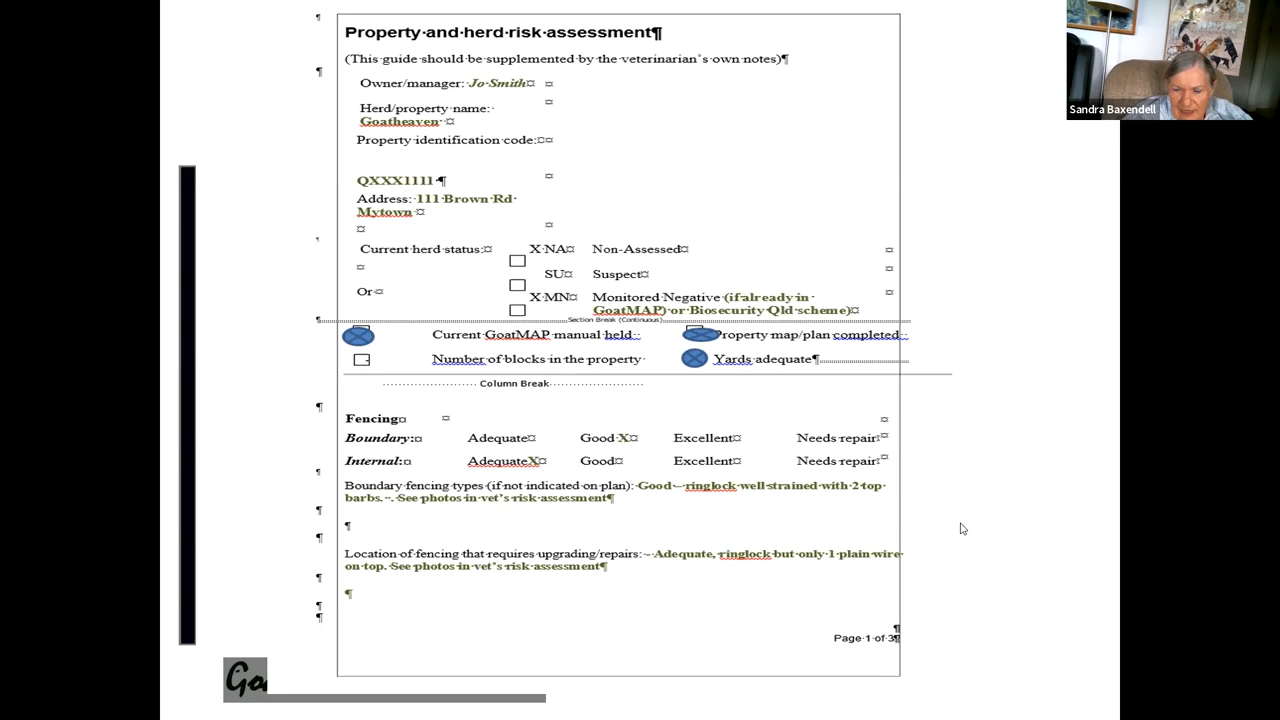 Property and herd risk assessment¶
(This guide should be supplemented by the veterinarian's own notes)¶
Owner/manager: Jo Smith
Herd/property name:
Goatheaven
Property identification code:
QXXX1111 ¶
Address: 111 Brown Rd
Mytown
Current herd status: X NA Non-Assessed
SU Suspect
Or X MN Monitored Negative (if already in
GoatMAP) or Biosecurity Qld scheme)
Section Break (Continuous)
Current GoatMAP manual held Property map/plan completed
Number of blocks in the property Yards adequate¶
Column Break
Fencing
Boundary: Adequate Good X Excellent Needs repair:
Internal: AdequateX Good Excellent Needs repair:
Boundary fencing types (if not indicated on plan): Good – ringlock well strained with 2 top
barbs. . See photos in vet's risk assessment¶
Location of fencing that requires upgrading/repairs: - Adequate, ringlock but only 1 plain wire
on top. See photos in vet's risk assessment¶
Page 1 of 3¶
Goa
Sandra Baxendell